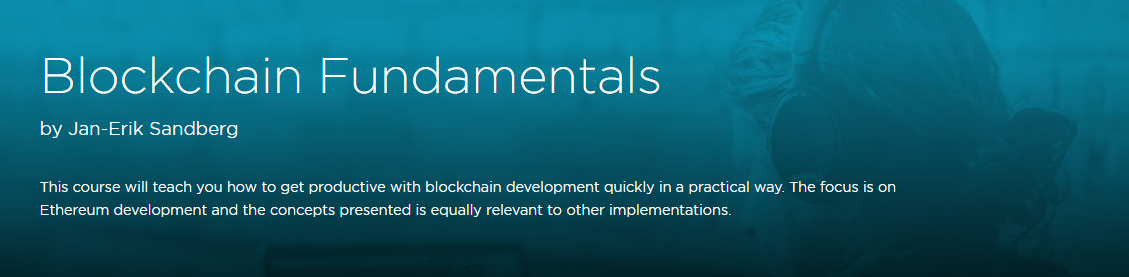 Blockchain Fundamentals
by Jan-Erik Sandberg
This course will teach you how to get productive with blockchain development quickly in a practical way. The focus is on
Ethereum development and the concepts presented is equally relevant to other implementations.